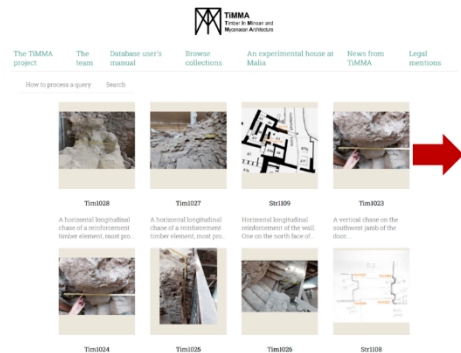 TiMMA
Timber In Minoan and
Mycenaean Architecture
The TiMMA project
The team
Database user's manual
Browse collections
An experimental house at Malia
News from TiMMA
Legal mentions
How to process a query
Search
Tim1028
Tim1027
Str1109
Tim1023
A horizontal longitudinal
chase of a reinforcement
timber element, most pro...
A horizontal longitudinal
chase of a reinforcement
timber element, most pro...
Horizontal longitudinal
reinforcement of the wall.
One on the north face of...
A vertical chase on the
southwest jamb of the
door...
Tim1024
Tim1025
Tim1026
Str1108